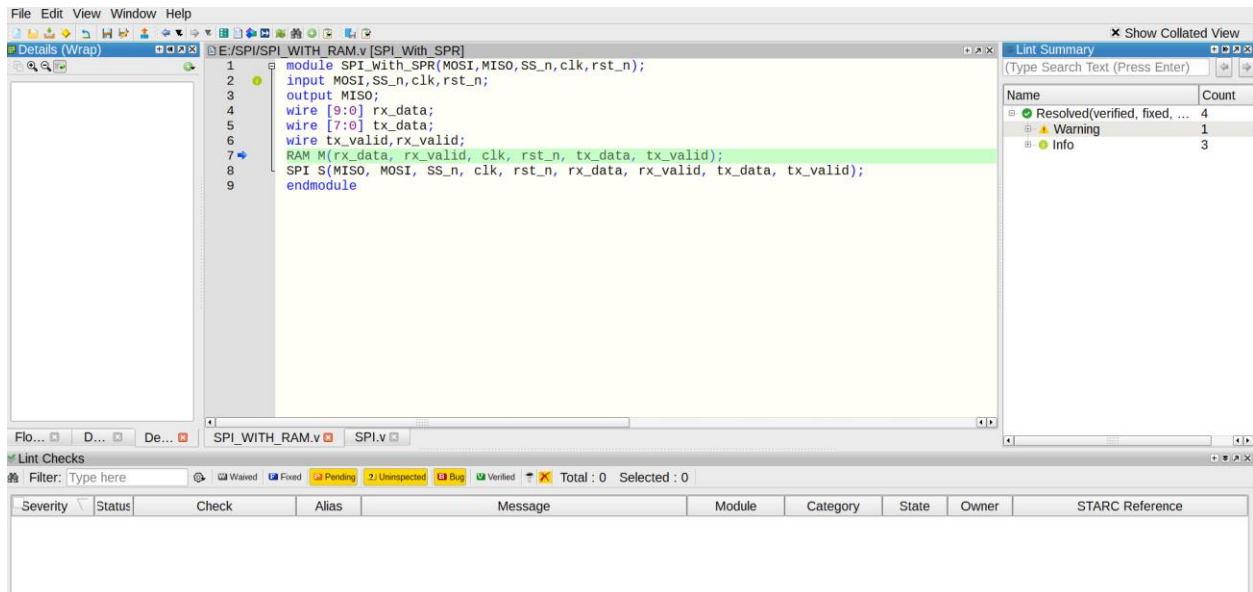 File Edit View Window Help
Show Collated View
Details (Wrap)
E:/SPI/SPI_WITH_RAM.v [SPI_With_SPR]
Lint Summary
1 module SPI_With_SPR(MOSI,MISO,SS_n,clk,rst_n);
2 input MOSI,SS_n,clk,rst_n;
3 output MISO;
4 wire [9:0] rx_data;
5 wire [7:0] tx_data;
6 wire tx_valid,rx_valid;
7 RAM M(rx_data, rx_valid, clk, rst_n, tx_data, tx_valid);
8 SPI S(MISO, MOSI, SS_n, clk, rst_n, rx_data, rx_valid, tx_data, tx_valid);
9 endmodule
(Type Search Text (Press Enter)
Name Count
Resolved(verified, fixed, ... 4
Warning 1
Info 3
Flo... D... De... SPI_WITH_RAM.v SPI.v
Lint Checks
Filter: Type here Waived Fixed Pending Uninspected Bug Verified Total : 0 Selected : 0
Severity Status Check Alias Message Module Category State Owner STARC Reference